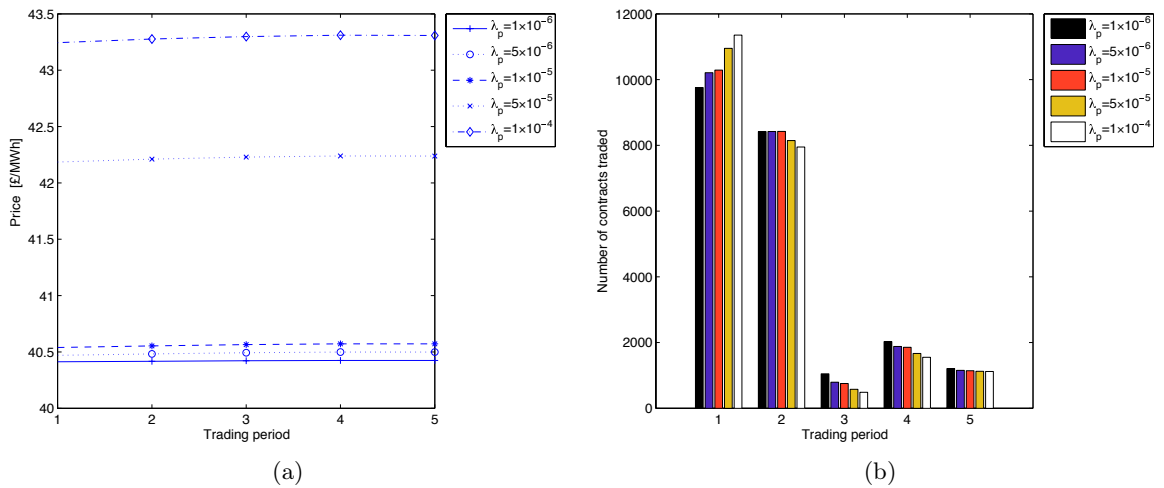 43.5
43
42.5
42
41.5
41
40.5
40
1 2 3 4 5
Price [£/MWh]
Trading period
λp=1×10⁻⁶
λp=5×10⁻⁶
λp=1×10⁻⁵
λp=5×10⁻⁵
λp=1×10⁻⁴
(a)
12000
10000
8000
6000
4000
2000
0
1 2 3 4 5
Number of contracts traded
Trading period
λp=1×10⁻⁶
λp=5×10⁻⁶
λp=1×10⁻⁵
λp=5×10⁻⁵
λp=1×10⁻⁴
(b)